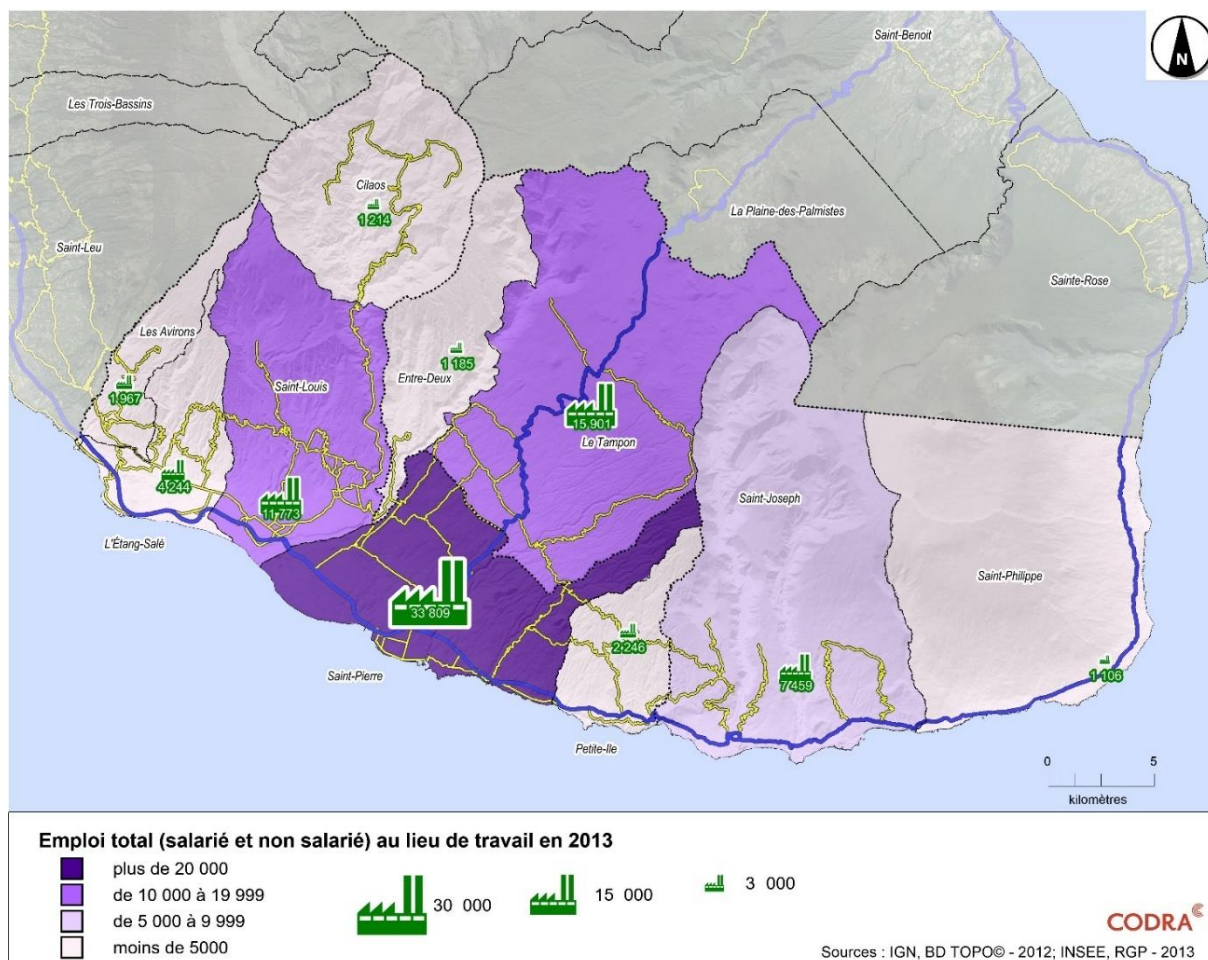 Saint-Benoit
N
Les Trois-Bassins
Cilaos
1 214
La Plaine-des-Palmistes
Saint-Leu
Sainte-Rose
Les Avirons
1 967
Saint-Louis
1 185
Entre-Deux
15 901
Le Tampon
4 244
11 773
Saint-Joseph
L'Étang-Salé
33 809
Saint-Philippe
2 246
7 459
1 106
Saint-Pierre
Petite-Ile
0 5
kilomètres
Emploi total (salarié et non salarié) au lieu de travail en 2013
plus de 20 000
de 10 000 à 19 999
de 5 000 à 9 999
moins de 5000
30 000
15 000
3 000
CODRA
Sources : IGN, BD TOPO© - 2012; INSEE, RGP - 2013